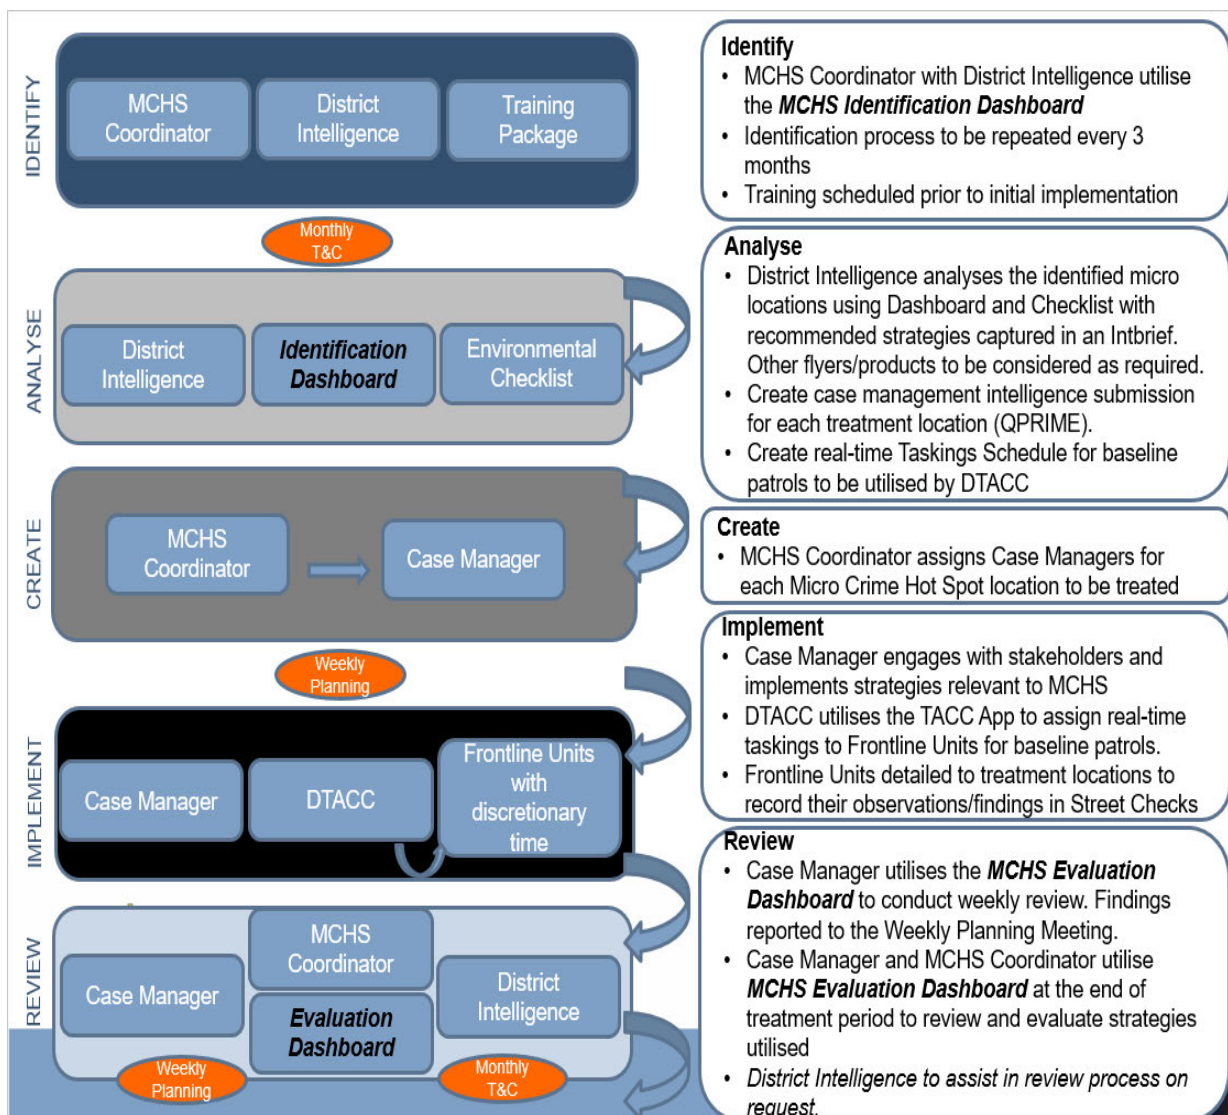 IDENTIFY
MCHS
Coordinator
District
Intelligence
Training
Package
Monthly
T&C
ANALYSE
District
Intelligence
Identification
Dashboard
Environmental
Checklist
CREATE
MCHS
Coordinator
Case Manager
Weekly
Planning
IMPLEMENT
Case Manager
DTACC
Frontline Units
with
discretionary
time
REVIEW
Case Manager
MCHS
Coordinator
Evaluation
Dashboard
District
Intelligence
Weekly
Planning
Monthly
T&C
Identify
• MCHS Coordinator with District Intelligence utilise
the MCHS Identification Dashboard
• Identification process to be repeated every 3
months
• Training scheduled prior to initial implementation
Analyse
• District Intelligence analyses the identified micro
locations using Dashboard and Checklist with
recommended strategies captured in an Intbrief.
Other flyers/products to be considered as required.
• Create case management intelligence submission
for each treatment location (QPRIME).
• Create real-time Taskings Schedule for baseline
patrols to be utilised by DTACC
Create
• MCHS Coordinator assigns Case Managers for
each Micro Crime Hot Spot location to be treated
Implement
• Case Manager engages with stakeholders and
implements strategies relevant to MCHS
• DTACC utilises the TACC App to assign real-time
taskings to Frontline Units for baseline patrols.
• Frontline Units detailed to treatment locations to
record their observations/findings in Street Checks
Review
• Case Manager utilises the MCHS Evaluation
Dashboard to conduct weekly review. Findings
reported to the Weekly Planning Meeting.
• Case Manager and MCHS Coordinator utilise
MCHS Evaluation Dashboard at the end of
treatment period to review and evaluate strategies
utilised
• District Intelligence to assist in review process on
request.